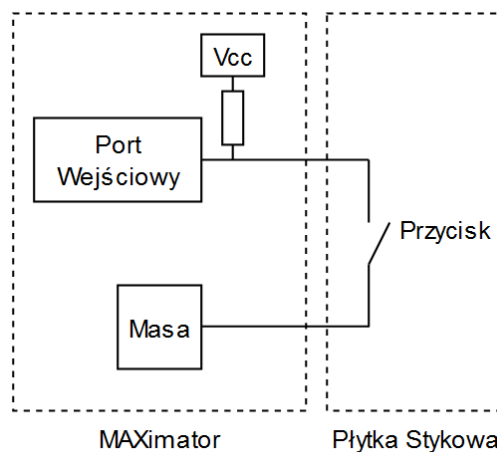 Vcc
Port
Wejściowy
Przycisk
Masa
MAXimator
Płytka Stykowa